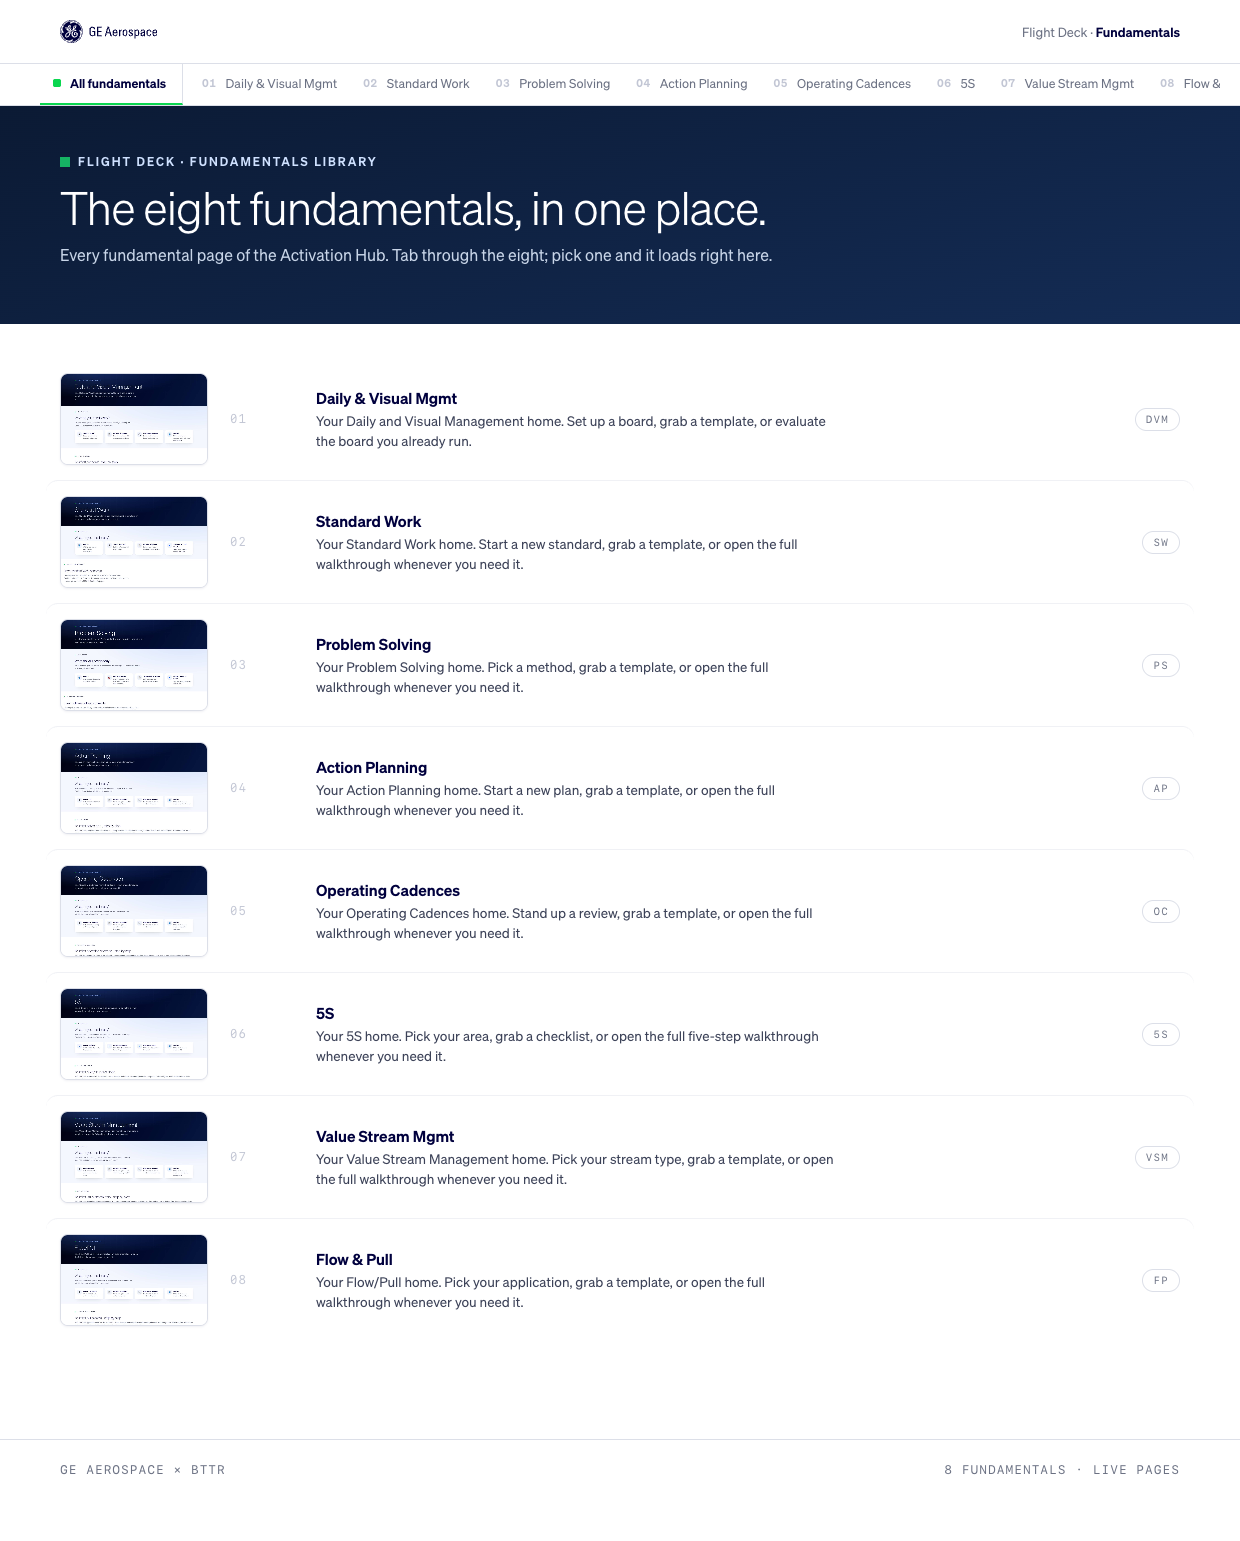 GE Aerospace
Flight Deck · Fundamentals
All fundamentals
01 Daily & Visual Mgmt
02 Standard Work
03 Problem Solving
04 Action Planning
05 Operating Cadences
06 5S
07 Value Stream Mgmt
08 Flow &
FLIGHT DECK · FUNDAMENTALS LIBRARY
The eight fundamentals, in one place.
Every fundamental page of the Activation Hub. Tab through the eight; pick one and it loads right here.
01
Daily & Visual Mgmt
Your Daily and Visual Management home. Set up a board, grab a template, or evaluate
the board you already run.
DVM
02
Standard Work
Your Standard Work home. Start a new standard, grab a template, or open the full
walkthrough whenever you need it.
SW
03
Problem Solving
Your Problem Solving home. Pick a method, grab a template, or open the full
walkthrough whenever you need it.
PS
04
Action Planning
Your Action Planning home. Start a new plan, grab a template, or open the full
walkthrough whenever you need it.
AP
05
Operating Cadences
Your Operating Cadences home. Stand up a review, grab a template, or open the full
walkthrough whenever you need it.
OC
06
5S
Your 5S home. Pick your area, grab a checklist, or open the full five-step walkthrough
whenever you need it.
5S
07
Value Stream Mgmt
Your Value Stream Management home. Pick your stream type, grab a template, or open
the full walkthrough whenever you need it.
VSM
08
Flow & Pull
Your Flow/Pull home. Pick your application, grab a template, or open the full
walkthrough whenever you need it.
FP
GE AEROSPACE × BTTR
8 FUNDAMENTALS · LIVE PAGES